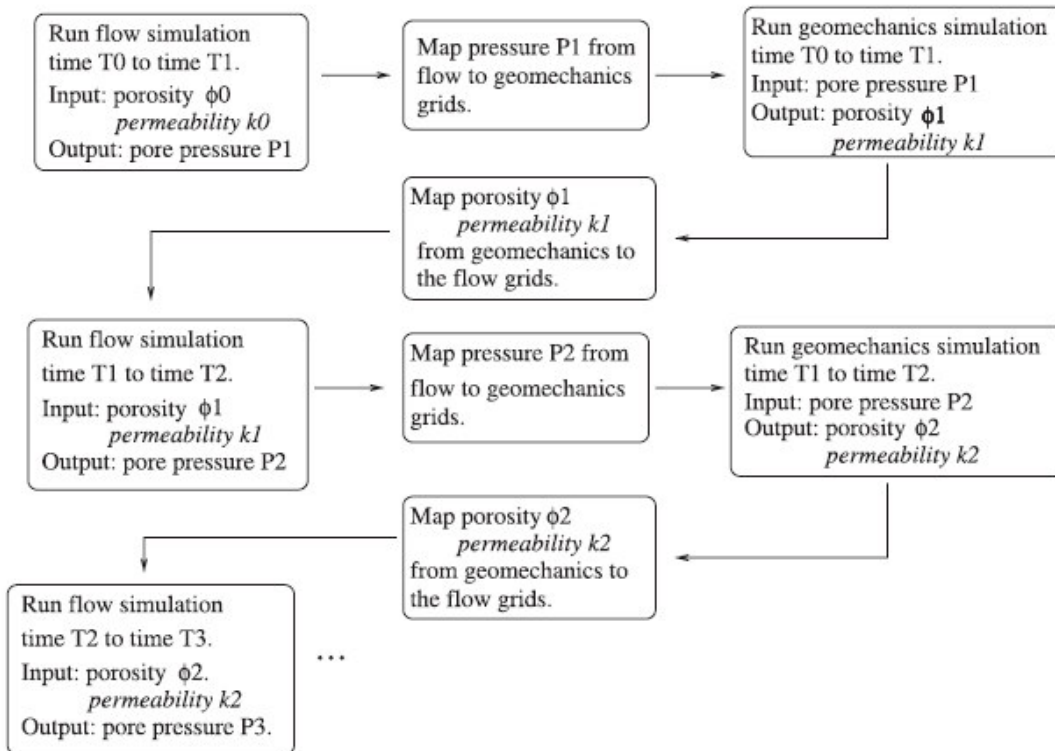 Run flow simulation
time T0 to time T1.
Input: porosity ϕ0
permeability k0
Output: pore pressure P1
Map pressure P1 from
flow to geomechanics
grids.
Run geomechanics simulation
time T0 to time T1.
Input: pore pressure P1
Output: porosity ϕ1
permeability k1
Map porosity ϕ1
permeability k1
from geomechanics to
the flow grids.
Run flow simulation
time T1 to time T2.
Input: porosity ϕ1
permeability k1
Output: pore pressure P2
Map pressure P2 from
flow to geomechanics
grids.
Run geomechanics simulation
time T1 to time T2.
Input: pore pressure P2
Output: porosity ϕ2
permeability k2
Map porosity ϕ2
permeability k2
from geomechanics to
the flow grids.
Run flow simulation
time T2 to time T3.
Input: porosity ϕ2.
permeability k2
Output: pore pressure P3.
...